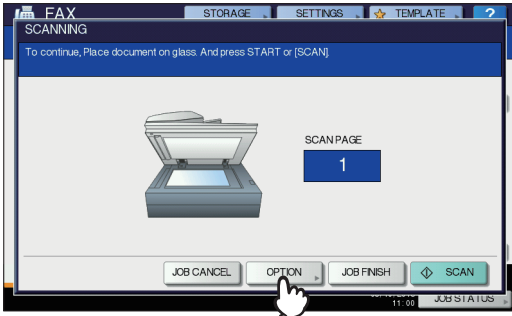 FAX
STORAGE
SETTINGS
TEMPLATE
?
SCANNING
To continue, Place document on glass. And press START or [SCAN].
SCAN PAGE
1
JOB CANCEL
OPTION
JOB FINISH
SCAN
11:00
JOB STATUS